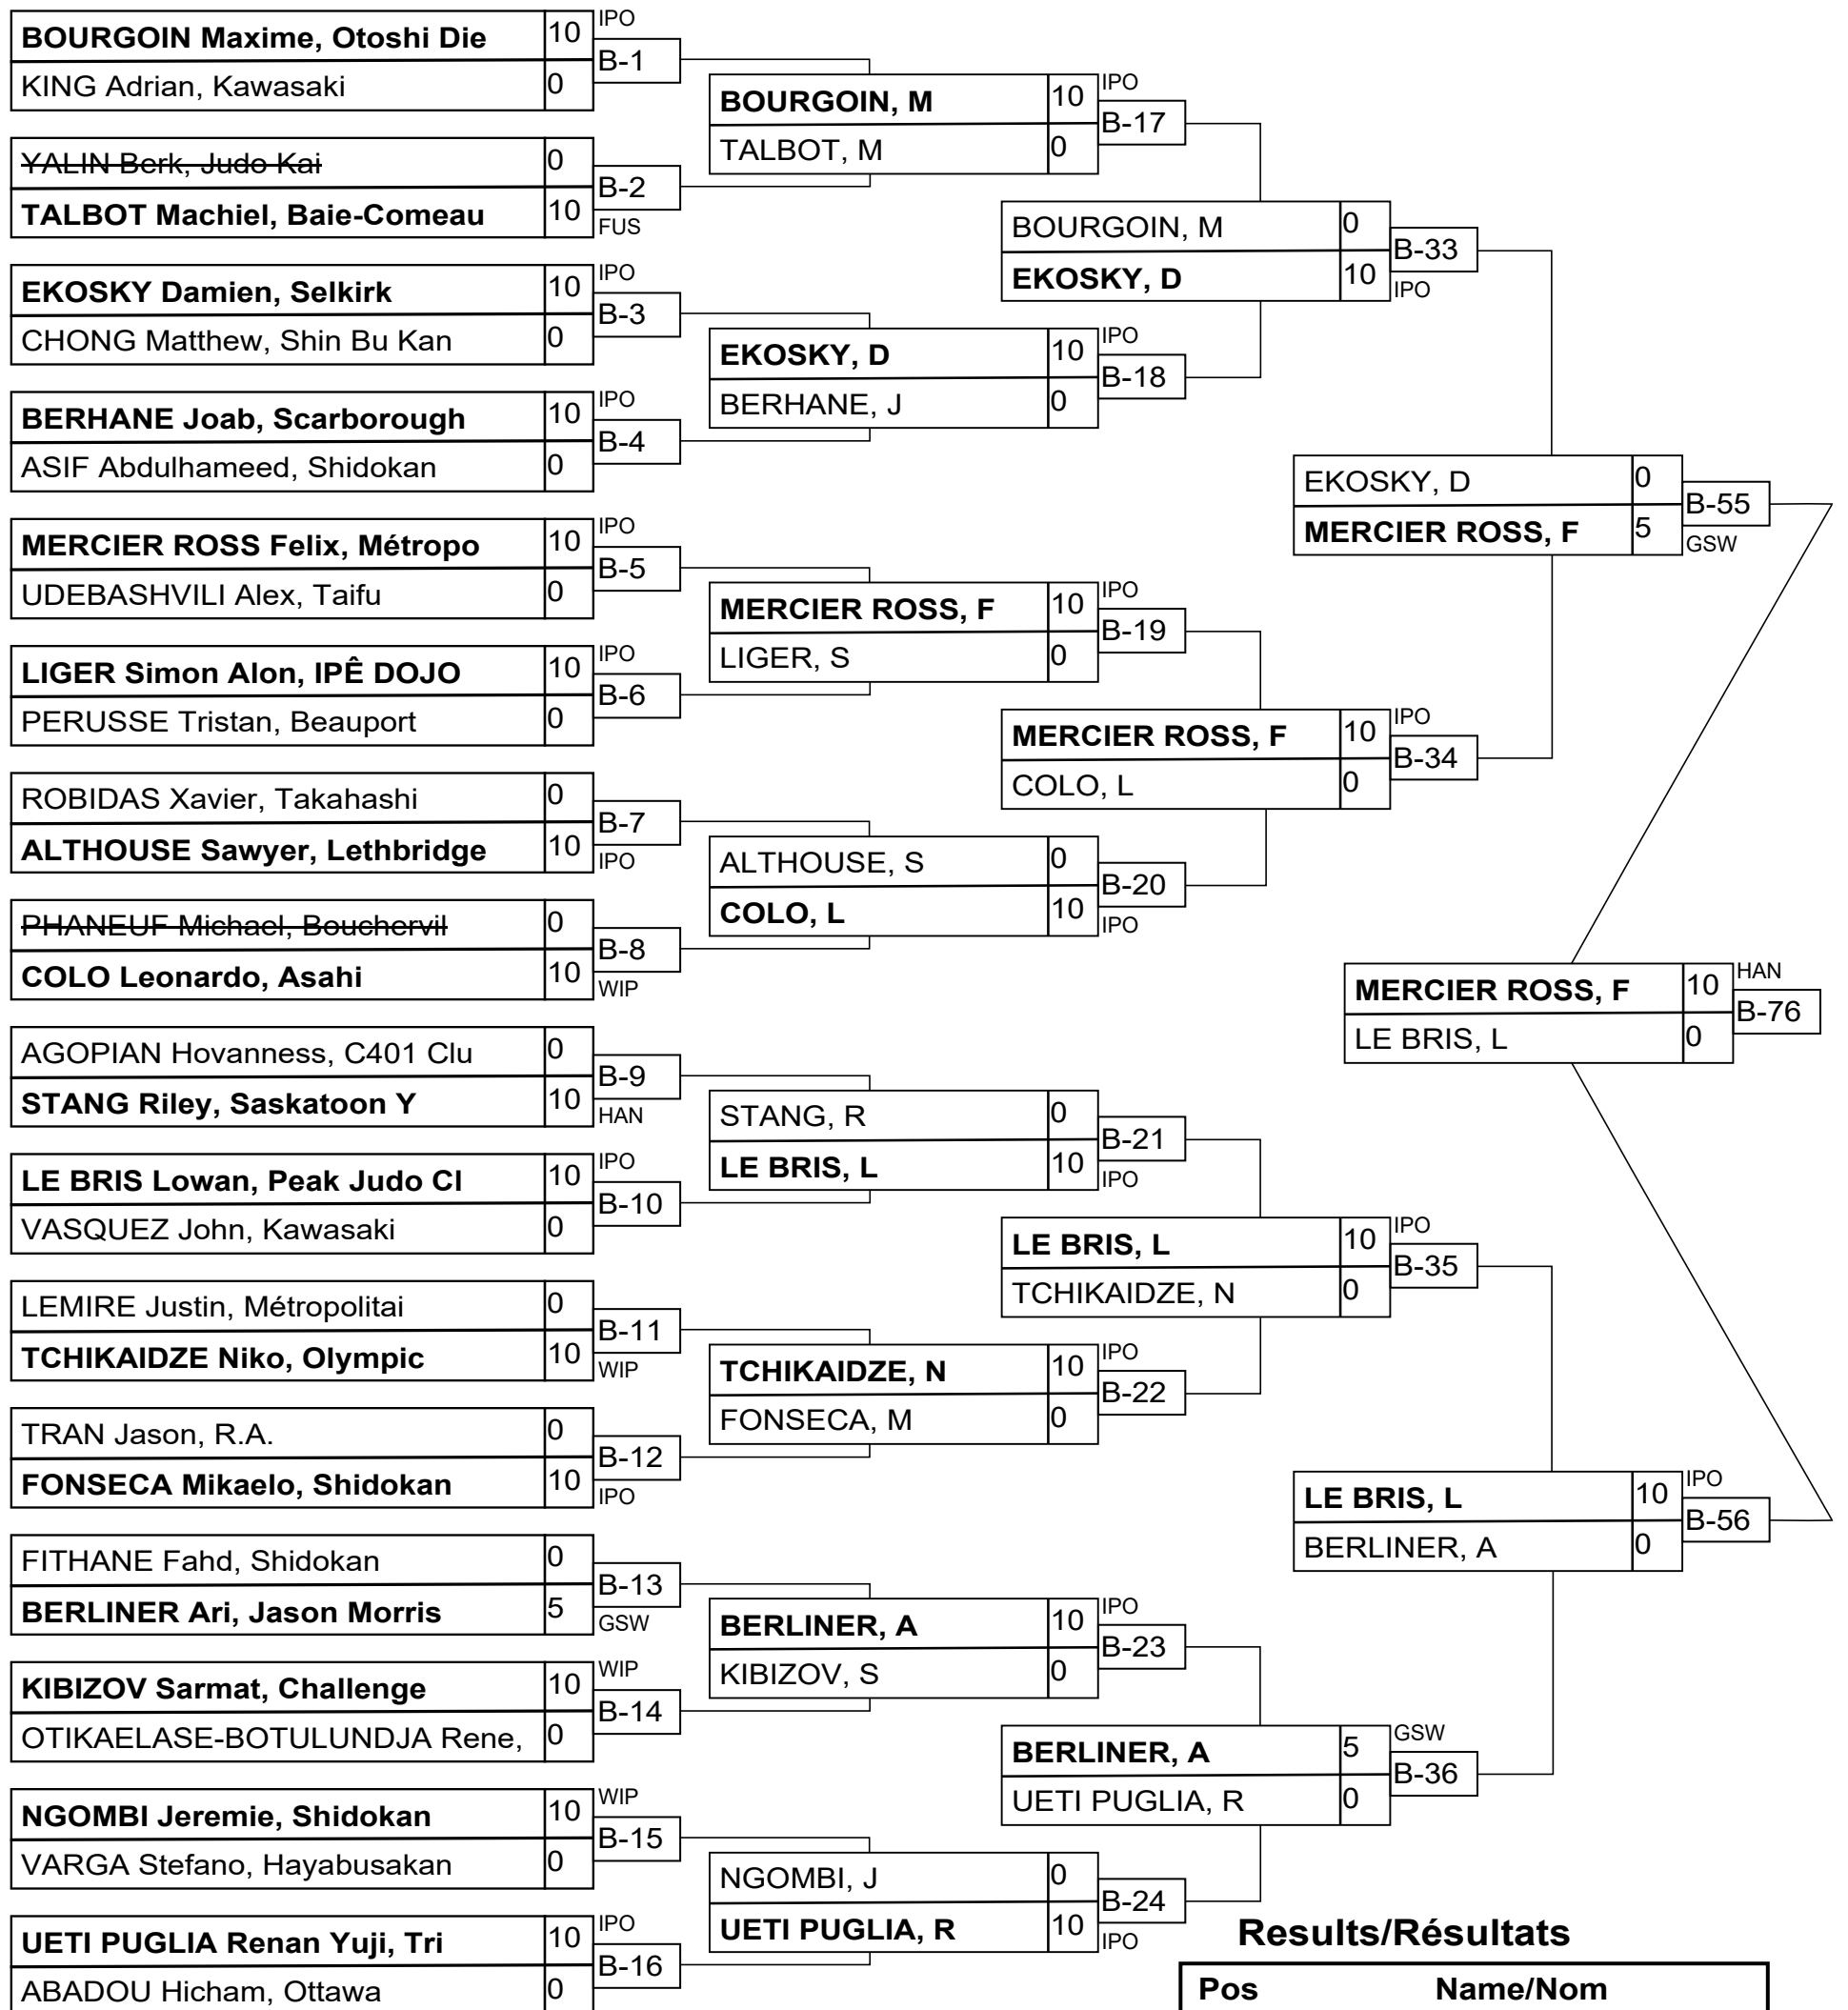 BOURGOIN Maxime, Otoshi Die 10 IPO
B-1
KING Adrian, Kawasaki 0
YALIN Berk, Judo Kai 0
B-2
TALBOT Machiel, Baie-Comeau 10 FUS
EKOSKY Damien, Selkirk 10 IPO
B-3
CHONG Matthew, Shin Bu Kan 0
BERHANE Joab, Scarborough 10 IPO
B-4
ASIF Abdulhameed, Shidokan 0
MERCIER ROSS Felix, Métropo 10 IPO
B-5
UDEBASHVILI Alex, Taifu 0
LIGER Simon Alon, IPÊ DOJO 10 IPO
B-6
PERUSSE Tristan, Beauport 0
ROBIDAS Xavier, Takahashi 0
B-7
ALTHOUSE Sawyer, Lethbridge 10 IPO
PHANEUF Michael, Bouchervil 0
B-8
COLO Leonardo, Asahi 10 WIP
AGOPIAN Hovanness, C401 Clu 0
B-9
STANG Riley, Saskatoon Y 10 HAN
LE BRIS Lowan, Peak Judo Cl 10 IPO
B-10
VASQUEZ John, Kawasaki 0
LEMIRE Justin, Métropolitai 0
B-11
TCHIKAIDZE Niko, Olympic 10 WIP
TRAN Jason, R.A. 0
B-12
FONSECA Mikaelo, Shidokan 10 IPO
FITHANE Fahd, Shidokan 0
B-13
BERLINER Ari, Jason Morris 5 GSW
KIBIZOV Sarmat, Challenge 10 WIP
B-14
OTIKAELASE-BOTULUNDJA Rene, 0
NGOMBI Jeremie, Shidokan 10 WIP
B-15
VARGA Stefano, Hayabusakan 0
UETI PUGLIA Renan Yuji, Tri 10 IPO
B-16
ABADOU Hicham, Ottawa 0
BOURGOIN, M 10 IPO
B-17
TALBOT, M 0
EKOSKY, D 10 IPO
B-18
BERHANE, J 0
MERCIER ROSS, F 10 IPO
B-19
LIGER, S 0
ALTHOUSE, S 0
B-20
COLO, L 10 IPO
STANG, R 0
B-21
LE BRIS, L 10 IPO
TCHIKAIDZE, N 10 IPO
B-22
FONSECA, M 0
BERLINER, A 10 IPO
B-23
KIBIZOV, S 0
NGOMBI, J 0
B-24
UETI PUGLIA, R 10 IPO
BOURGOIN, M 0
B-33
EKOSKY, D 10 IPO
MERCIER ROSS, F 10 IPO
B-34
COLO, L 0
LE BRIS, L 10 IPO
B-35
TCHIKAIDZE, N 0
BERLINER, A 5 GSW
B-36
UETI PUGLIA, R 0
EKOSKY, D 0
B-55
MERCIER ROSS, F 5 GSW
LE BRIS, L 10 IPO
B-56
BERLINER, A 0
MERCIER ROSS, F 10 HAN
B-76
LE BRIS, L 0
Results/Résultats
Pos Name/Nom